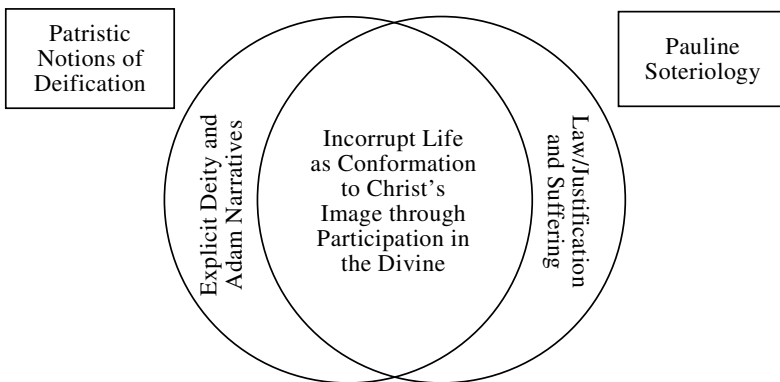 Patristic
Notions of
Deification
Pauline
Soteriology
Explicit Deity and
Adam Narratives
Incorrupt Life
as Conformation
to Christ's
Image through
Participation in
the Divine
Law/Justification
and Suffering